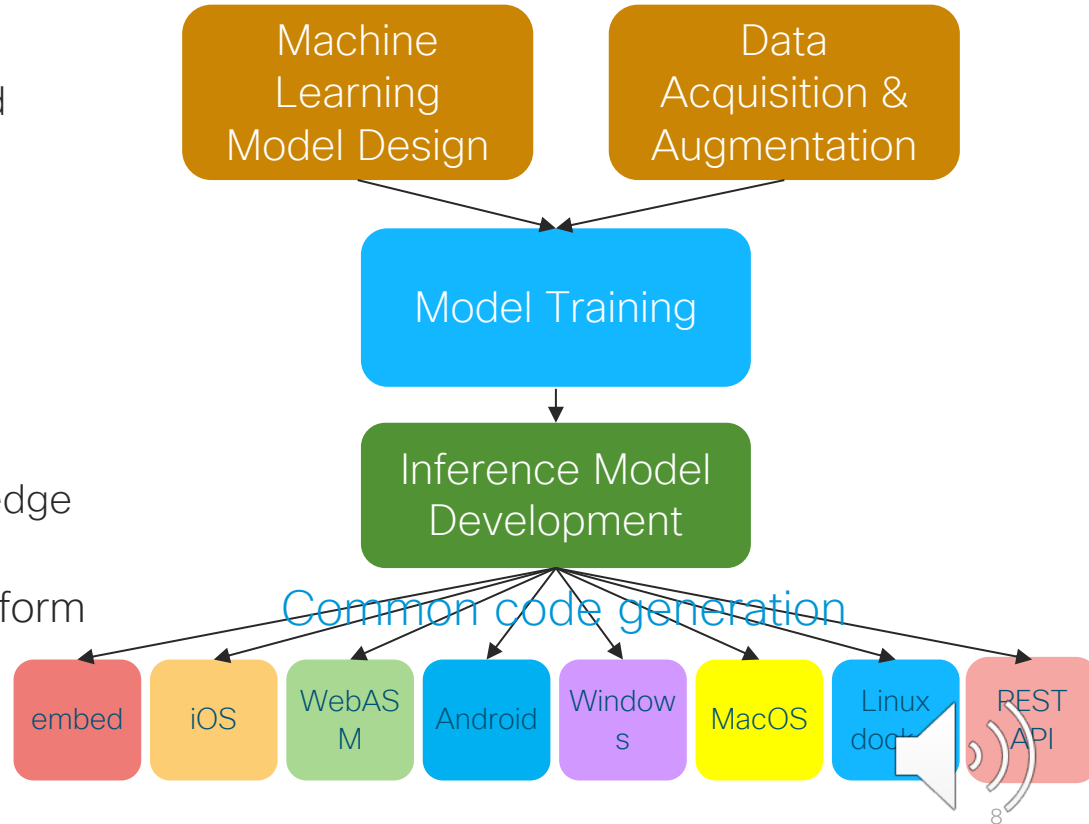 Machine
Learning
Model Design
Data
Acquisition &
Augmentation
Model Training
edge
Inference Model
Development
form
Common code generation
embed
iOS
WebAS
M
Android
Window
s
MacOS
Linux
REST
API
8